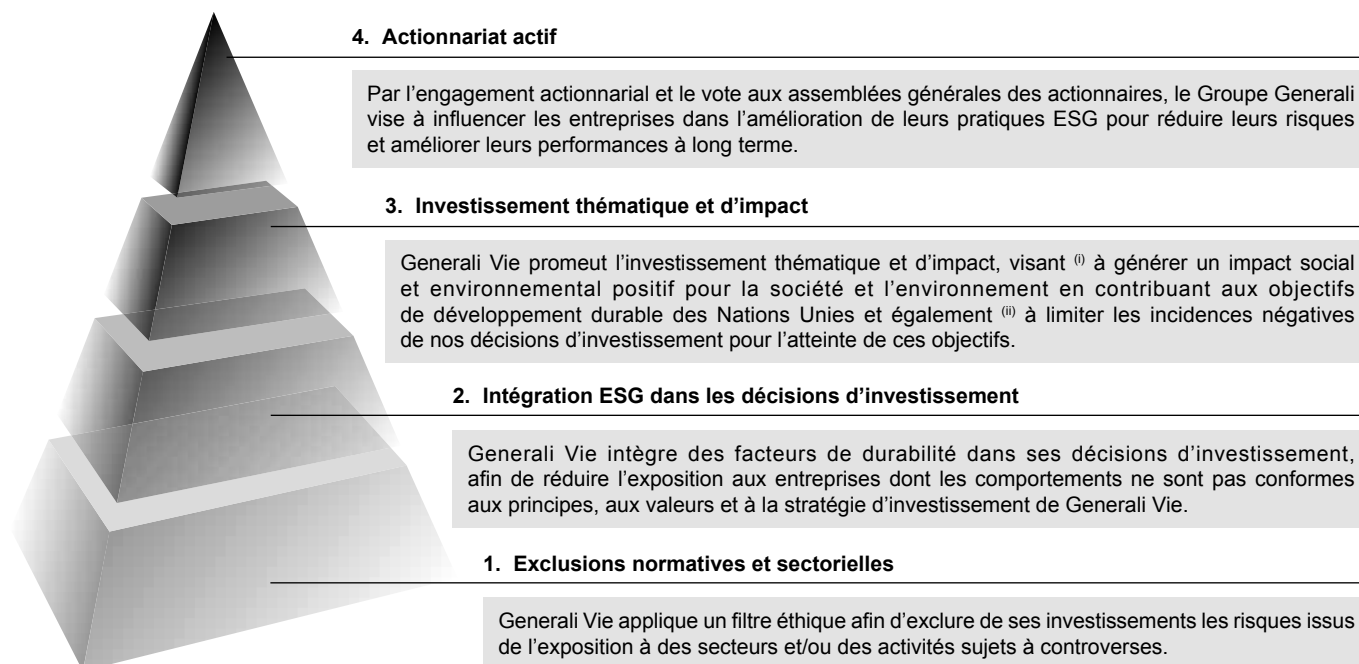 4. Actionnariat actif
Par l’engagement actionnarial et le vote aux assemblées générales des actionnaires, le Groupe Generali
vise à influencer les entreprises dans l’amélioration de leurs pratiques ESG pour réduire leurs risques
et améliorer leurs performances à long terme.
3. Investissement thématique et d’impact
Generali Vie promeut l’investissement thématique et d’impact, visant (i) à générer un impact social
et environnemental positif pour la société et l’environnement en contribuant aux objectifs
de développement durable des Nations Unies et également (ii) à limiter les incidences négatives
de nos décisions d’investissement pour l’atteinte de ces objectifs.
2. Intégration ESG dans les décisions d’investissement
Generali Vie intègre des facteurs de durabilité dans ses décisions d’investissement,
afin de réduire l’exposition aux entreprises dont les comportements ne sont pas conformes
aux principes, aux valeurs et à la stratégie d’investissement de Generali Vie.
1. Exclusions normatives et sectorielles
Generali Vie applique un filtre éthique afin d’exclure de ses investissements les risques issus
de l’exposition à des secteurs et/ou des activités sujets à controverses.